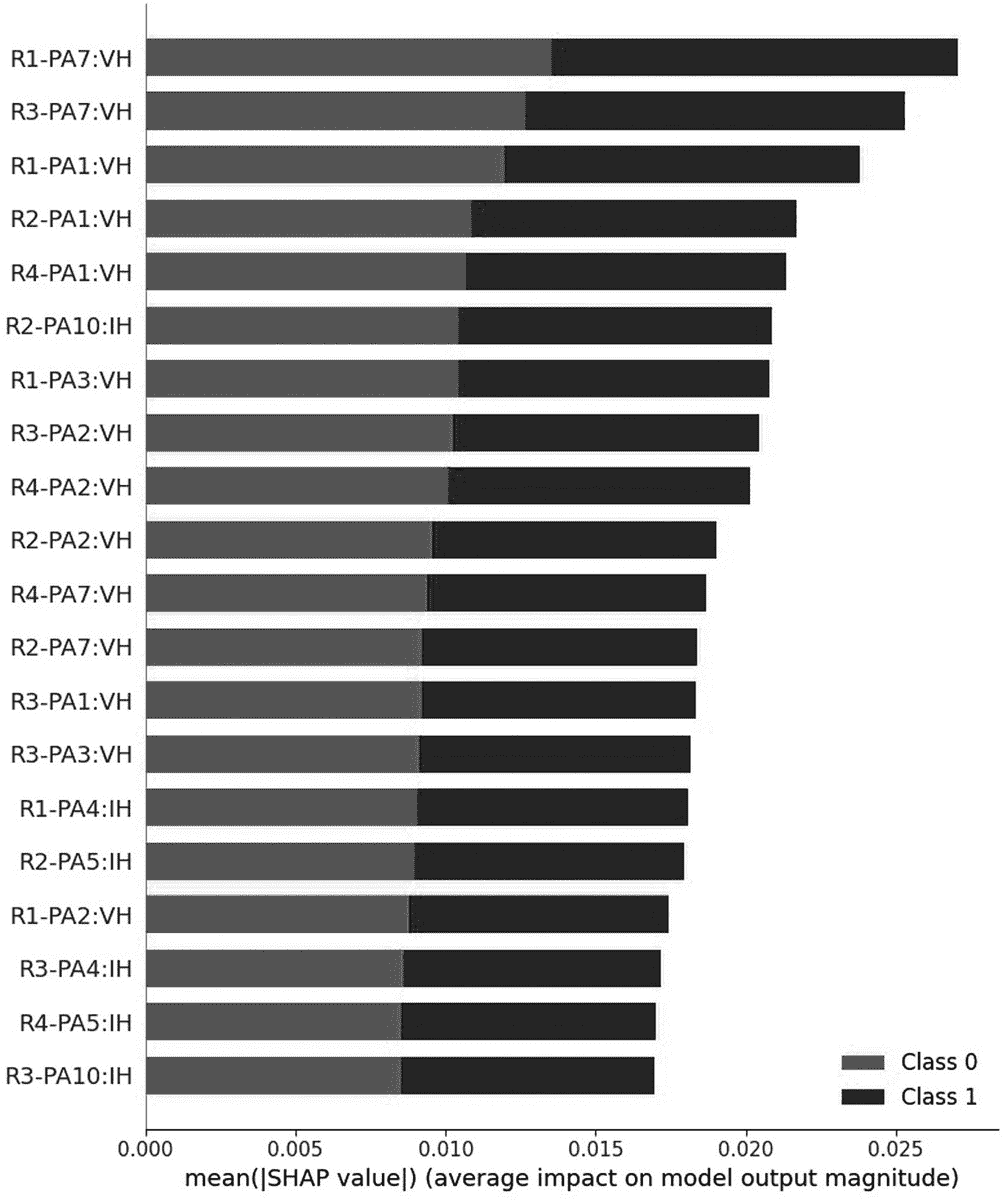 R1-PA7:VH
R3-PA7:VH
R1-PA1:VH
R2-PA1:VH
R4-PA1:VH
R2-PA10:IH
R1-PA3:VH
R3-PA2:VH
R4-PA2:VH
R2-PA2:VH
R4-PA7:VH
R2-PA7:VH
R3-PA1:VH
R3-PA3:VH
R1-PA4:IH
R2-PA5:IH
R1-PA2:VH
R3-PA4:IH
R4-PA5:IH
R3-PA10:IH
Class 0
Class 1
0.000 0.005 0.010 0.015 0.020 0.025
mean(|SHAP value|) (average impact on model output magnitude)